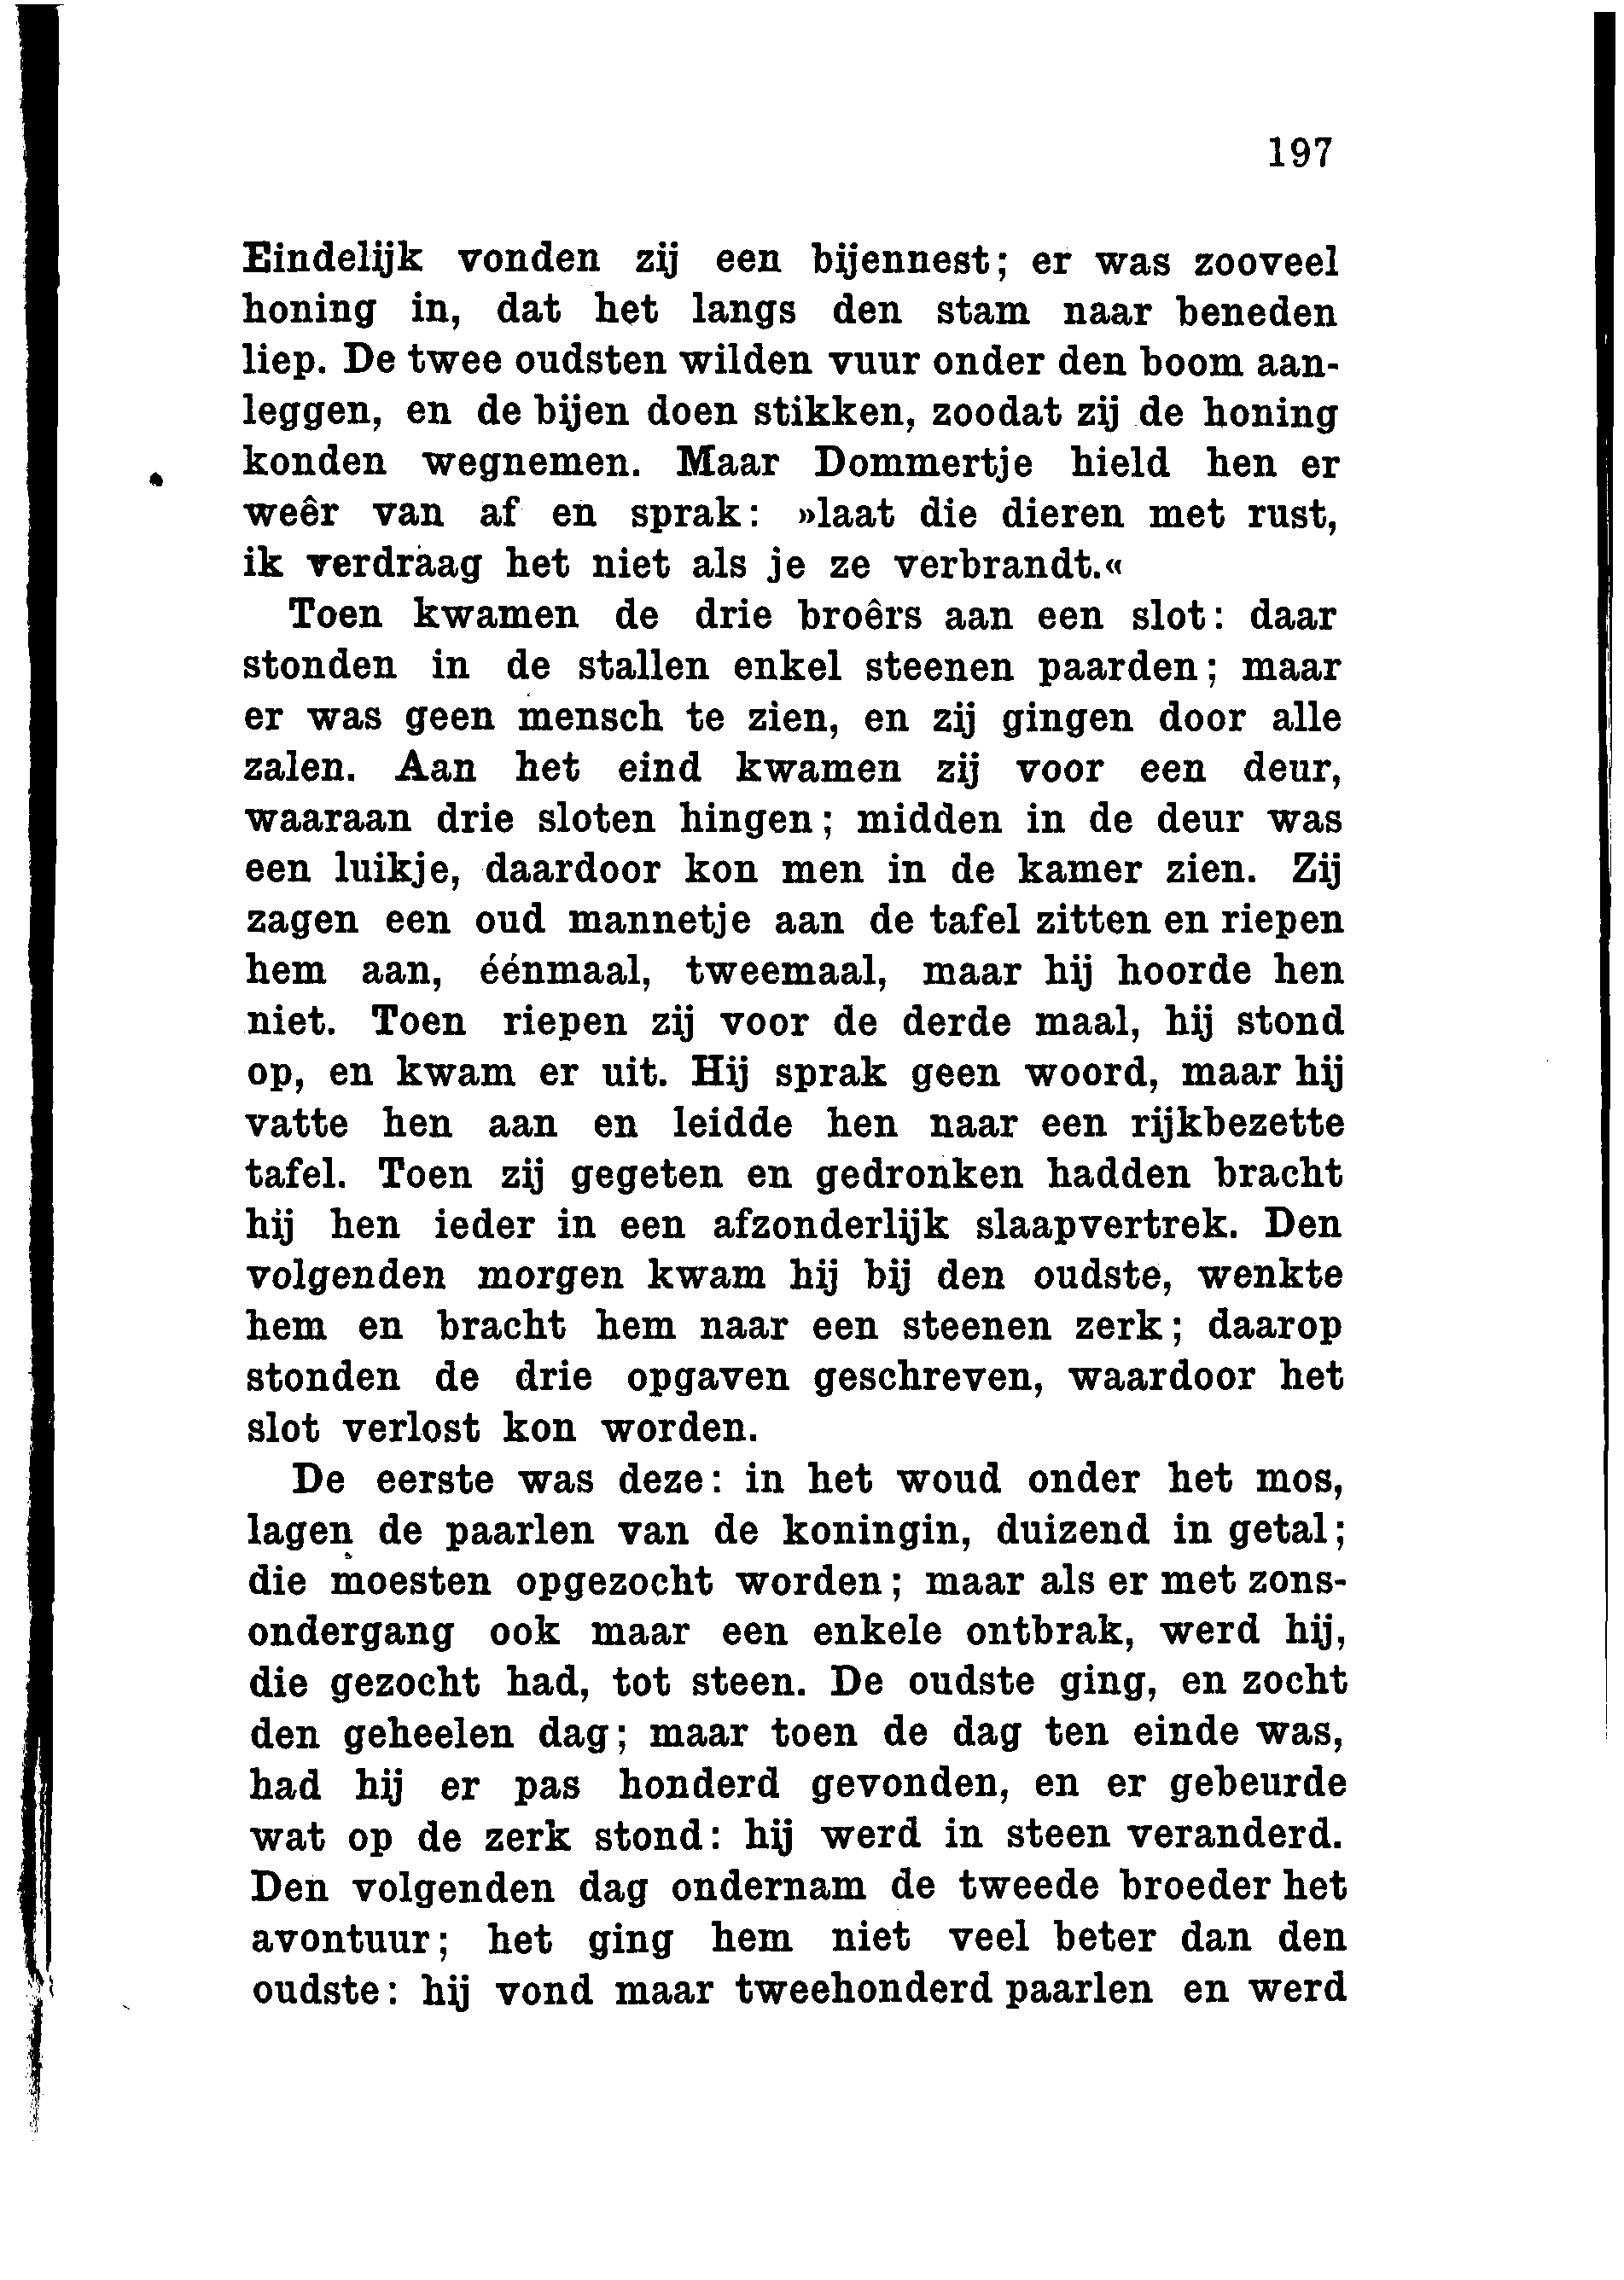 197
Eindelijk vonden zij een bijennest; er was zooveel
honing in, dat het langs den stam naar beneden
liep. De twee oudsten wilden vuur onder den boom aan-
leggen, en de bijen doen stikken, zoodat zij de honing
konden wegnemen. Maar Dommertje hield hen er
weêr van af en sprak: »laat die dieren met rust,
ik verdraag het niet als je ze verbrandt.«
Toen kwamen de drie broêrs aan een slot: daar
stonden in de stallen enkel steenen paarden; maar
er was geen mensch te zien, en zij gingen door alle
zalen. Aan het eind kwamen zij voor een deur,
waaraan drie sloten hingen; midden in de deur was
een luikje, daardoor kon men in de kamer zien. Zij
zagen een oud mannetje aan de tafel zitten en riepen
hem aan, éénmaal, tweemaal, maar hij hoorde hen
niet. Toen riepen zij voor de derde maal, hij stond
op, en kwam er uit. Hij sprak geen woord, maar hij
vatte hen aan en leidde hen naar een rijkbezette
tafel. Toen zij gegeten en gedronken hadden bracht
hij hen ieder in een afzonderlijk slaapvertrek. Den
volgenden morgen kwam hij bij den oudste, wenkte
hem en bracht hem naar een steenen zerk; daarop
stonden de drie opgaven geschreven, waardoor het
slot verlost kon worden.
De eerste was deze: in het woud onder het mos,
lagen de paarlen van de koningin, duizend in getal;
die moesten opgezocht worden; maar als er met zons-
ondergang ook maar een enkele ontbrak, werd hij,
die gezocht had, tot steen. De oudste ging, en zocht
den geheelen dag; maar toen de dag ten einde was,
had hij er pas honderd gevonden, en er gebeurde
wat op de zerk stond: hij werd in steen veranderd.
Den volgenden dag ondernam de tweede broeder het
avontuur; het ging hem niet veel beter dan den
oudste: hij vond maar tweehonderd paarlen en werd